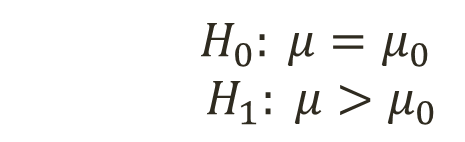 H₀: μ = μ₀
H₁: μ > μ₀